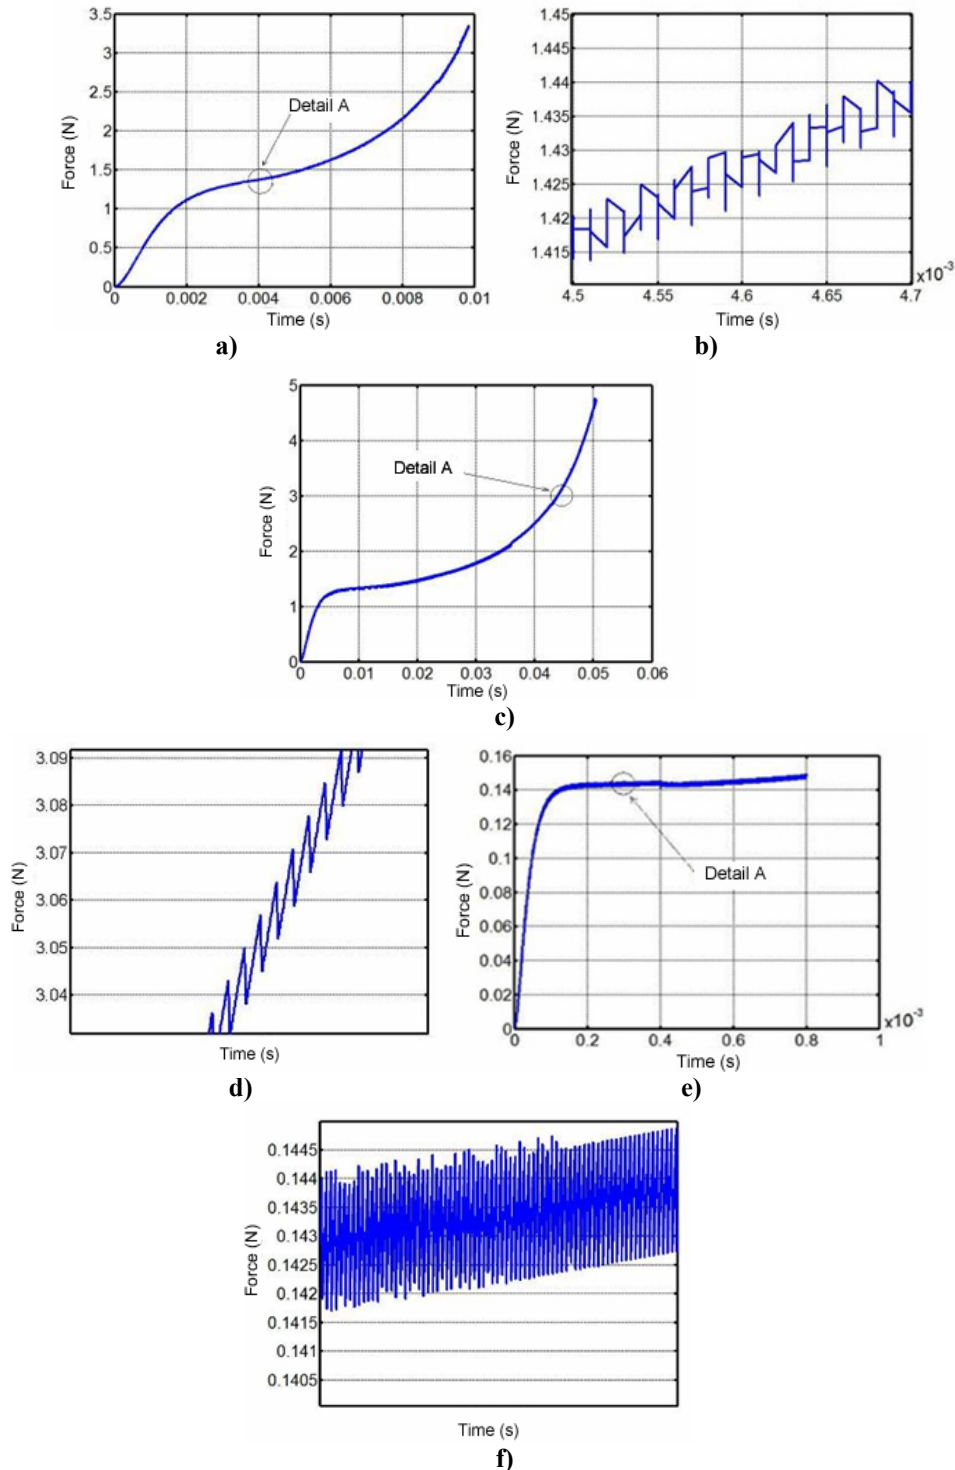 3.5
3
2.5
2
1.5
1
0.5
0
Force (N)
Detail A
0 0.002 0.004 0.006 0.008 0.01
Time (s)
a)
1.45
1.445
1.44
1.435
1.43
1.425
1.42
1.415
Force (N)
x10-3
4.5 4.55 4.6 4.65 4.7
Time (s)
b)
5
4
3
2
1
0
Force (N)
Detail A
0 0.01 0.02 0.03 0.04 0.05 0.06
Time (s)
c)
3.09
3.08
3.07
3.06
3.05
3.04
Force (N)
Time (s)
d)
0.16
0.14
0.12
0.1
0.08
0.06
0.04
0.02
0
Force (N)
Detail A
x10-3
0 0.2 0.4 0.6 0.8 1
Time (s)
e)
0.1445
0.144
0.1435
0.143
0.1425
0.142
0.1415
0.141
0.1405
Force (N)
Time (s)
f)